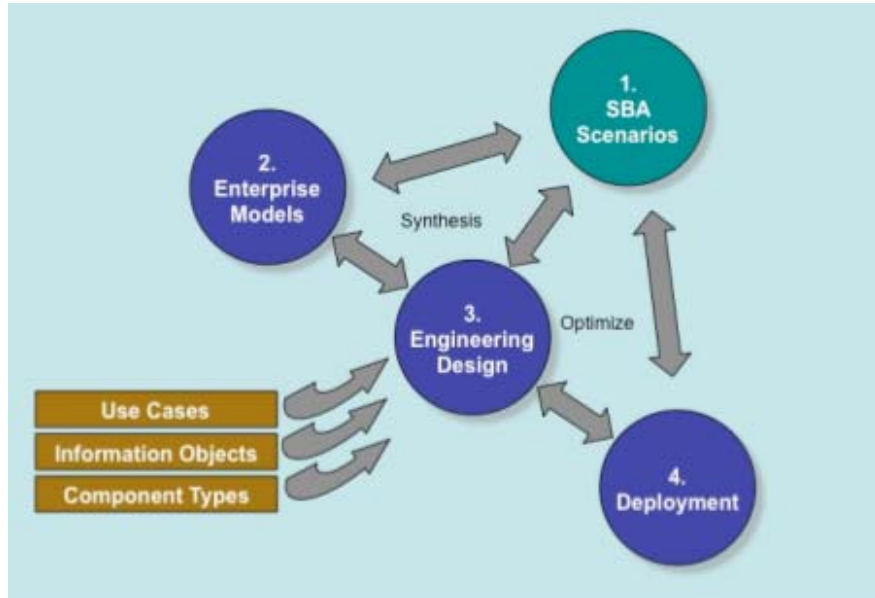 1.
SBA
Scenarios
2.
Enterprise
Models
Synthesis
3.
Engineering
Design
Optimize
Use Cases
Information Objects
Component Types
4.
Deployment